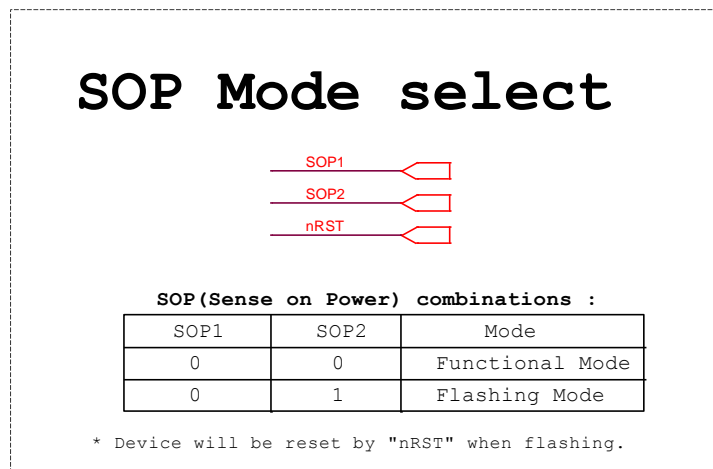 SOP Mode select
SOP1
SOP2
nRST
SOP(Sense on Power) combinations :
SOP1 SOP2 Mode
0 0 Functional Mode
0 1 Flashing Mode
* Device will be reset by "nRST" when flashing.